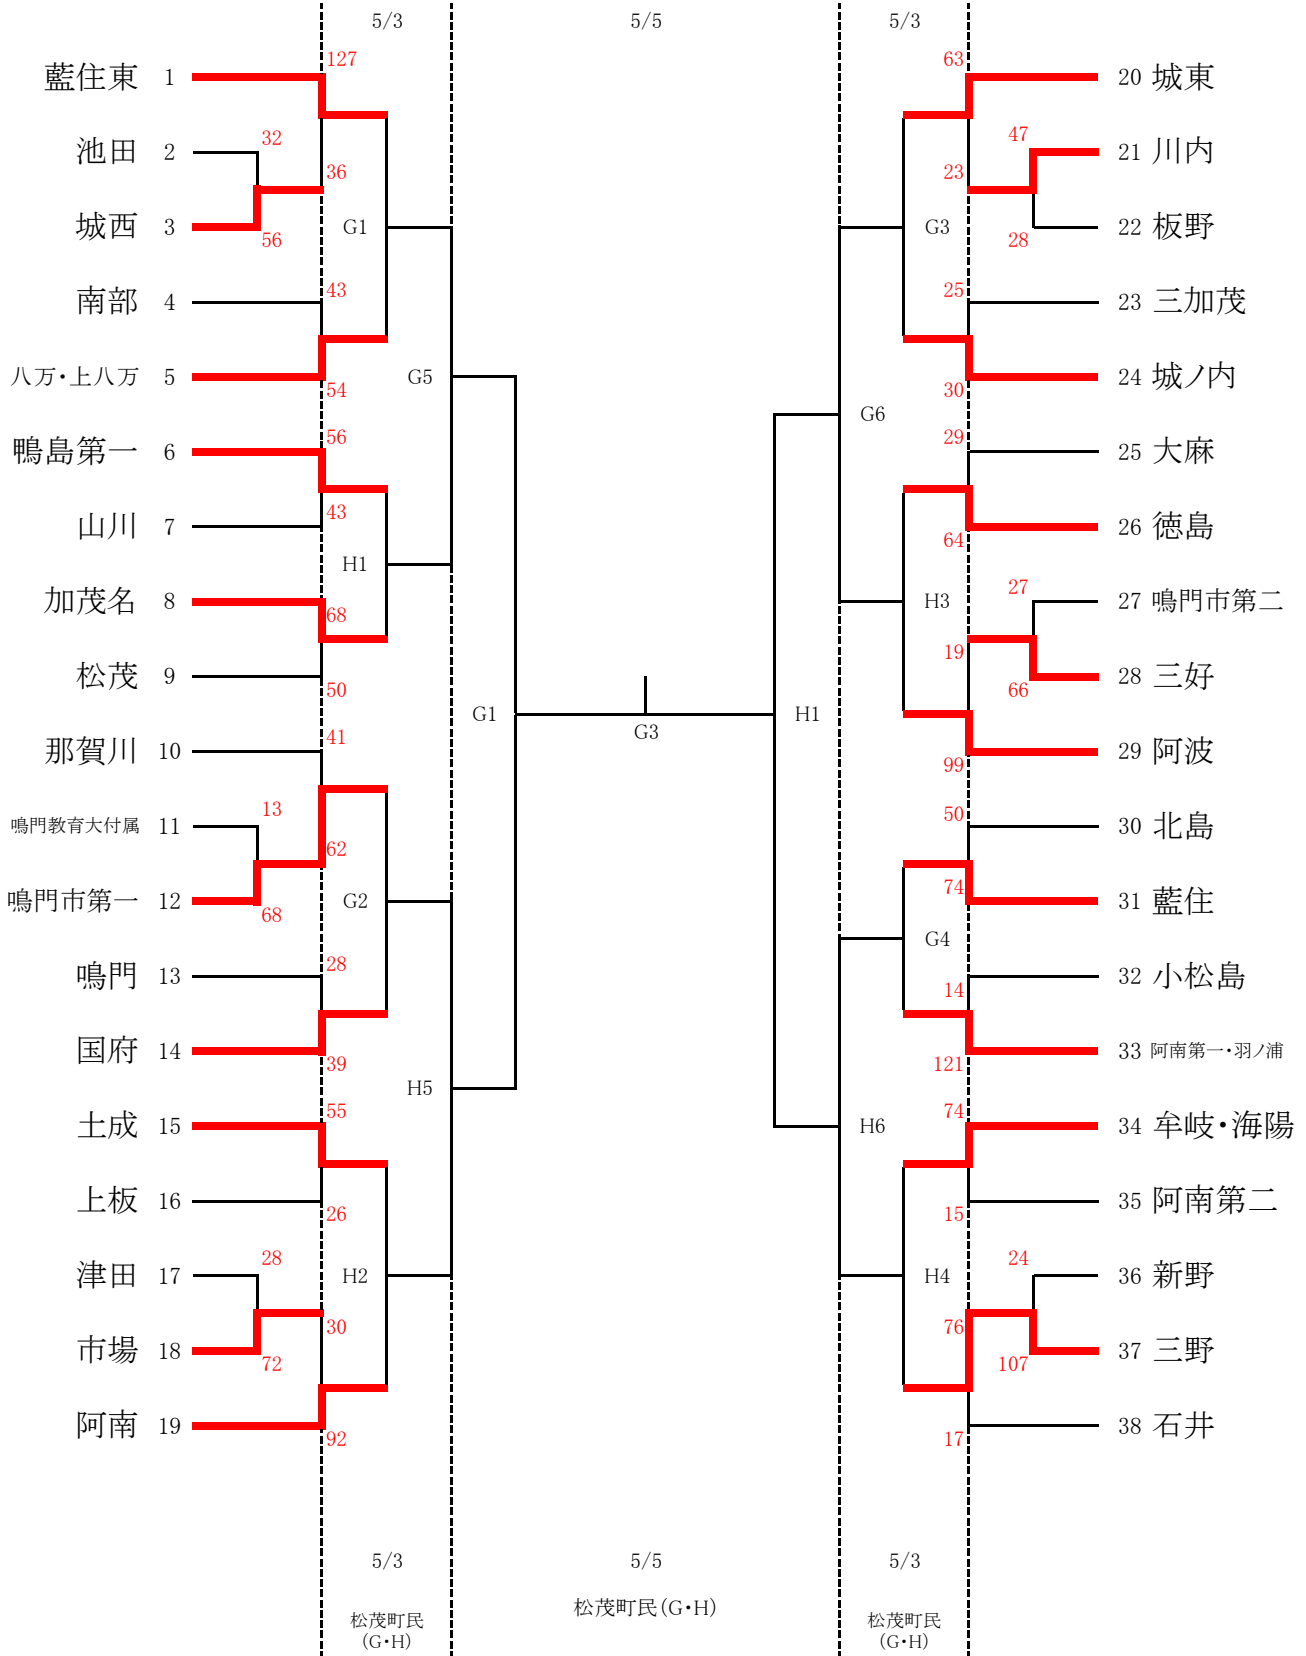 5/3 5/5 5/3
127 63
藍住東 1 20 城東
32 47
池田 2 21 川内
36 23
城西 3 G1 G3 22 板野
56 28
43 25
南部 4 23 三加茂
八万・上八万 5 G5 24 城ノ内
54 30
G6
56 29
鴨島第一 6 25 大麻
43
山川 7 26 徳島
64
H1
27
加茂名 8 68 H3 27 鳴門市第二
19
松茂 9 28 三好
50 66
G1 H1
G3
41
那賀川 10 29 阿波
99
13 50
鳴門教育大付属 11 30 北島
62
74
鳴門市第一 12 G2 31 藍住
68
G4
28
鳴門 13 32 小松島
14
国府 14 33 阿南第一・羽ノ浦
39 121
H5
55 74
土成 15 H6 34 牟岐・海陽
上板 16 35 阿南第二
26 15
28 24
津田 17 H2 H4 36 新野
30 76
市場 18 37 三野
72 107
阿南 19 38 石井
92 17
5/3 5/5 5/3
松茂町民(G・H)
松茂町民 松茂町民
(G・H) (G・H)